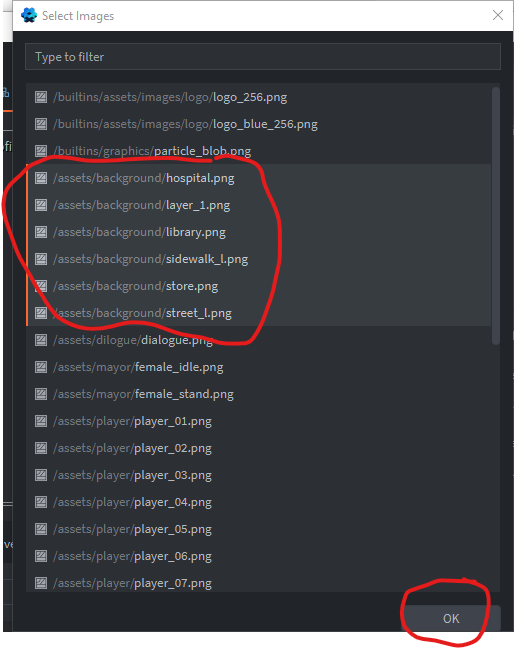 Select Images
Type to filter
/builtins/assets/images/logo/logo_256.png
/builtins/assets/images/logo/logo_blue_256.png
/builtins/graphics/particle_blob.png
/assets/background/hospital.png
/assets/background/layer_1.png
/assets/background/library.png
/assets/background/sidewalk_l.png
/assets/background/store.png
/assets/background/street_l.png
/assets/dilogue/dialogue.png
/assets/mayor/female_idle.png
/assets/mayor/female_stand.png
/assets/player/player_01.png
/assets/player/player_02.png
/assets/player/player_03.png
/assets/player/player_04.png
/assets/player/player_05.png
/assets/player/player_06.png
/assets/player/player_07.png
OK